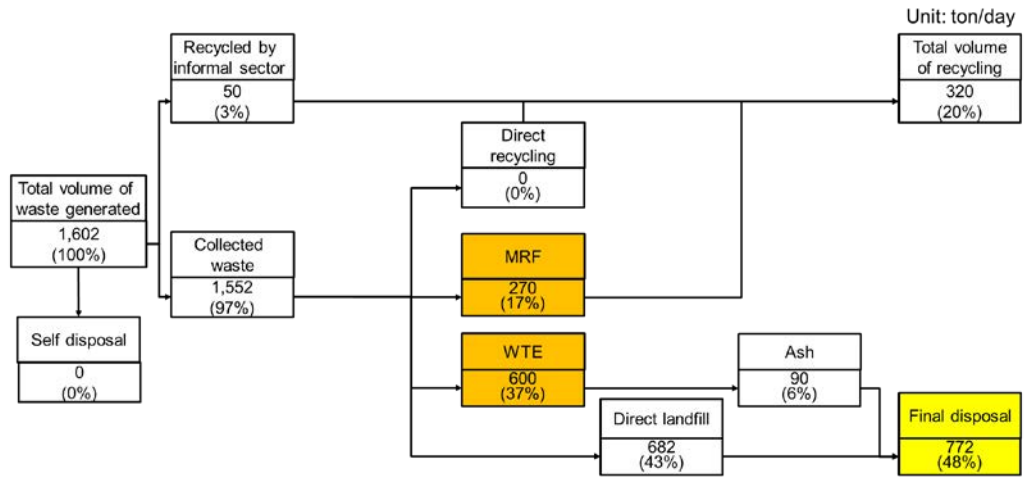 Unit: ton/day
Recycled by
informal sector
50
(3%)
Total volume
of recycling
320
(20%)
Direct
recycling
0
(0%)
Total volume of
waste generated
1,602
(100%)
Collected
waste
1,552
(97%)
MRF
270
(17%)
Self disposal
0
(0%)
WTE
600
(37%)
Ash
90
(6%)
Direct landfill
682
(43%)
Final disposal
772
(48%)